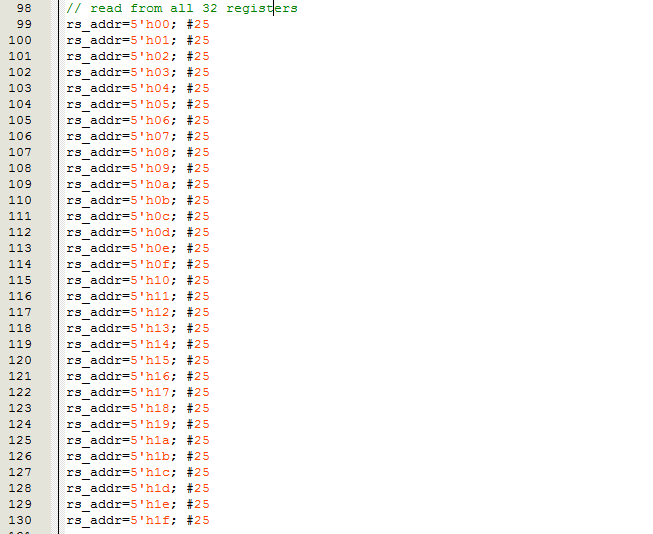 98 // read from all 32 registers
99 rs_addr=5'h00; #25
100 rs_addr=5'h01; #25
101 rs_addr=5'h02; #25
102 rs_addr=5'h03; #25
103 rs_addr=5'h04; #25
104 rs_addr=5'h05; #25
105 rs_addr=5'h06; #25
106 rs_addr=5'h07; #25
107 rs_addr=5'h08; #25
108 rs_addr=5'h09; #25
109 rs_addr=5'h0a; #25
110 rs_addr=5'h0b; #25
111 rs_addr=5'h0c; #25
112 rs_addr=5'h0d; #25
113 rs_addr=5'h0e; #25
114 rs_addr=5'h0f; #25
115 rs_addr=5'h10; #25
116 rs_addr=5'h11; #25
117 rs_addr=5'h12; #25
118 rs_addr=5'h13; #25
119 rs_addr=5'h14; #25
120 rs_addr=5'h15; #25
121 rs_addr=5'h16; #25
122 rs_addr=5'h17; #25
123 rs_addr=5'h18; #25
124 rs_addr=5'h19; #25
125 rs_addr=5'h1a; #25
126 rs_addr=5'h1b; #25
127 rs_addr=5'h1c; #25
128 rs_addr=5'h1d; #25
129 rs_addr=5'h1e; #25
130 rs_addr=5'h1f; #25